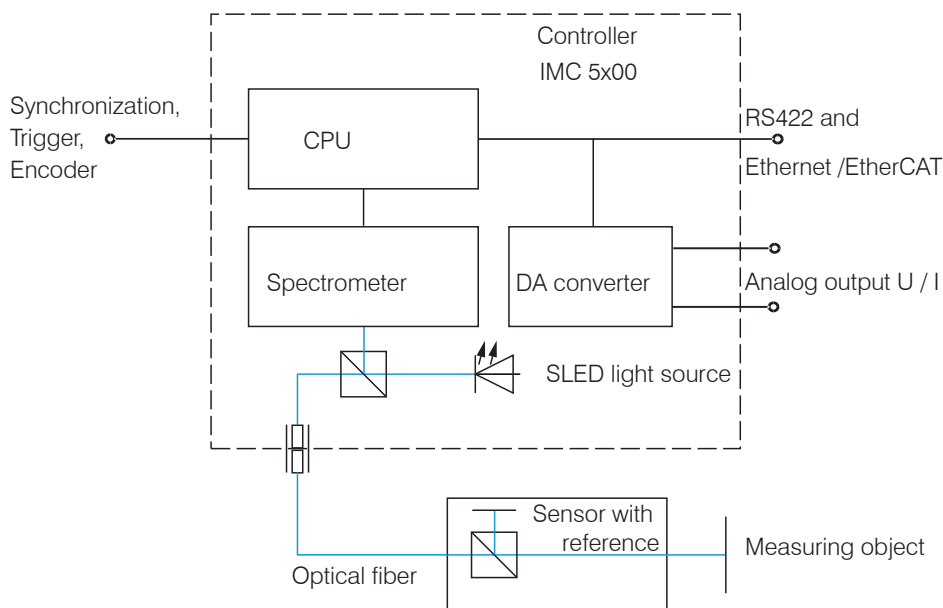 Controller
IMC 5x00
Synchronization,
Trigger,
Encoder
CPU
RS422 and
Ethernet /EtherCAT
Spectrometer
DA converter
Analog output U / I
SLED light source
Sensor with
reference
Measuring object
Optical fiber